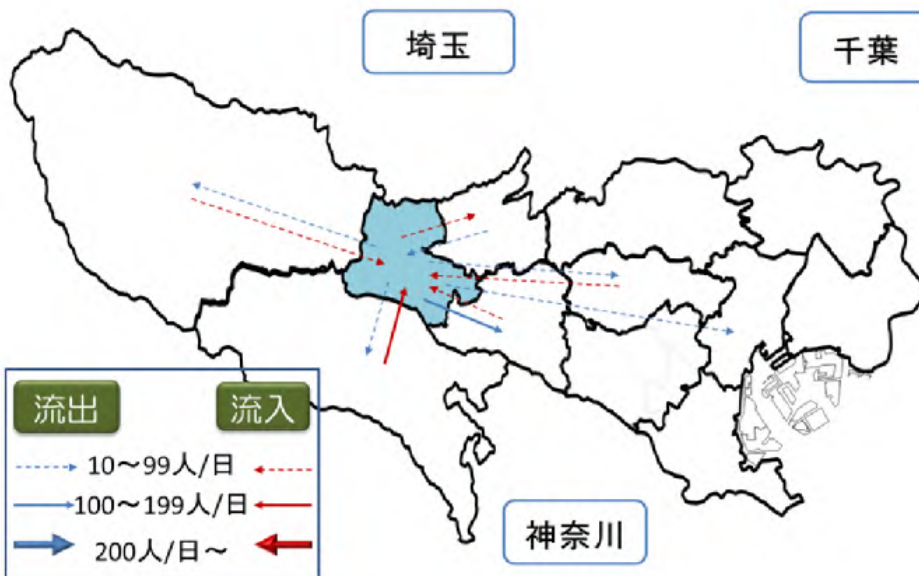 埼玉
千葉
流出 流入
10～99人/日
100～199人/日
200人/日～
神奈川